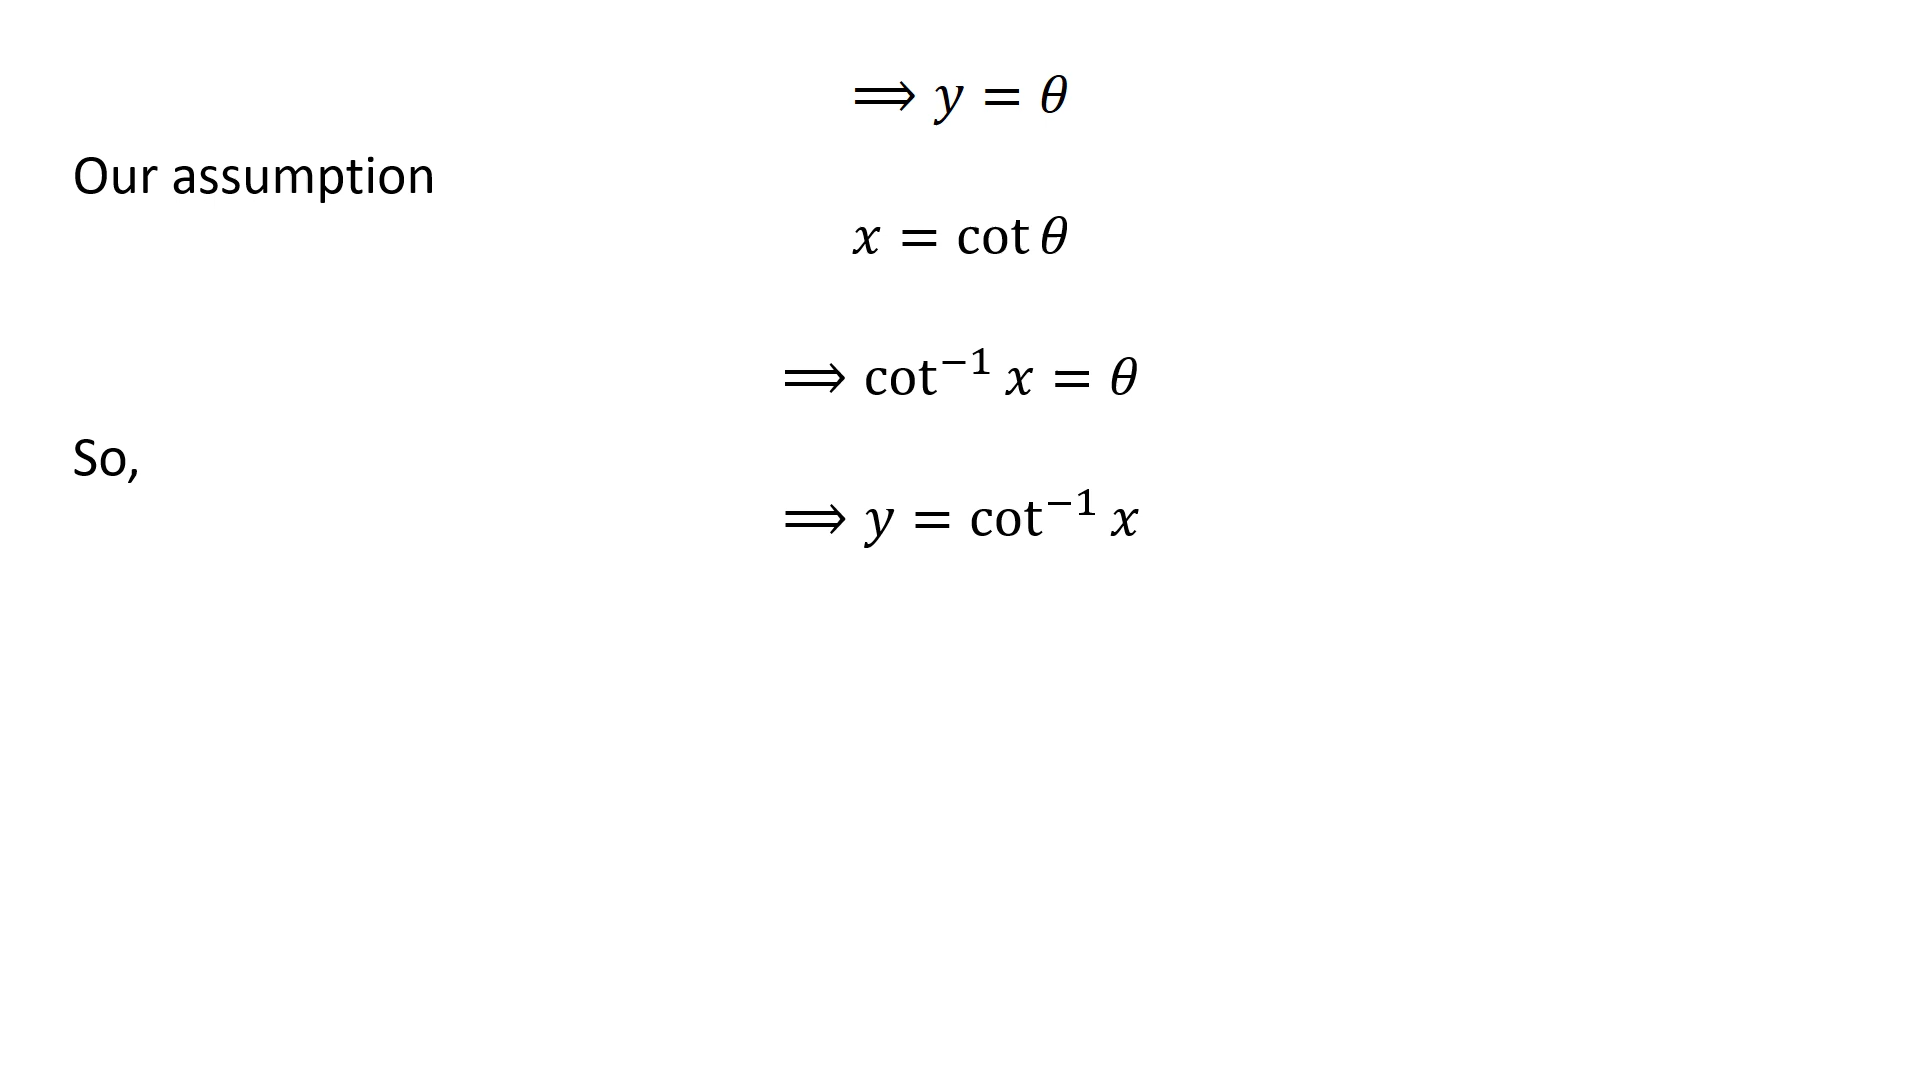 ⟹ y = θ
Our assumption
x = cot θ
⟹ cot⁻¹ x = θ
So,
⟹ y = cot⁻¹ x